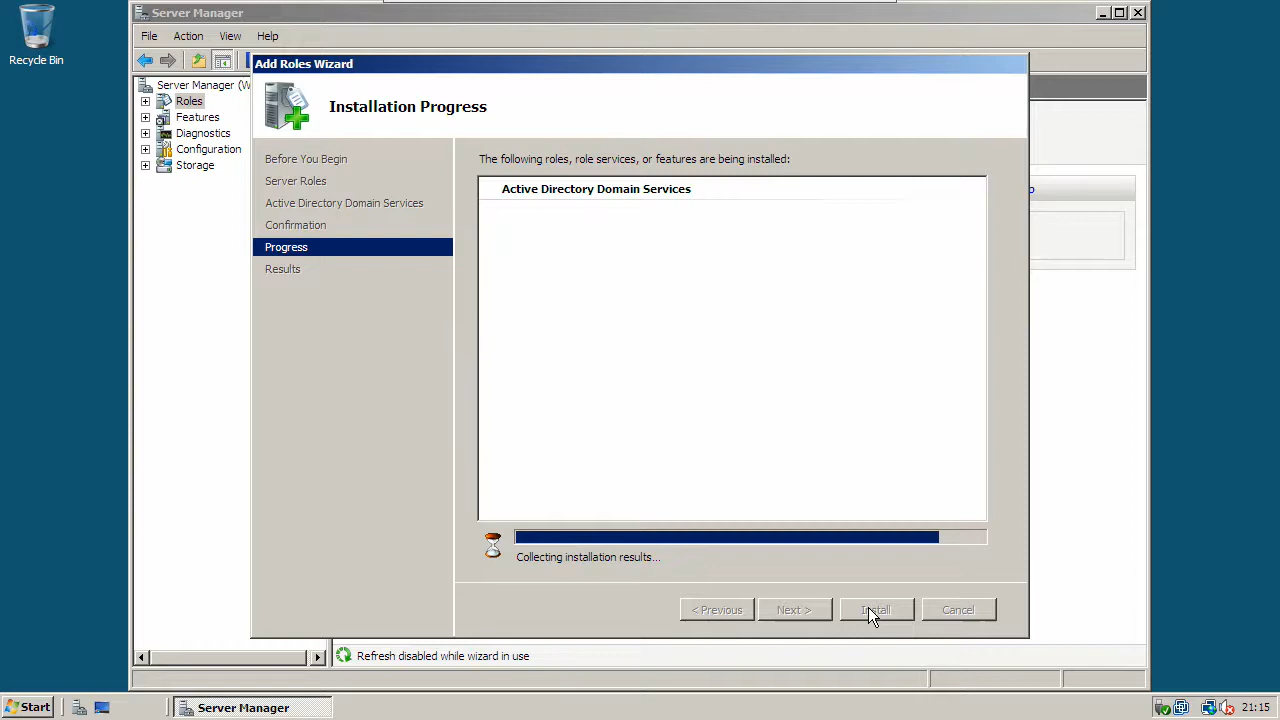 Recycle Bin
Server Manager
File Action View Help
Add Roles Wizard
Installation Progress
Server Manager (W
Roles
Features
Diagnostics
Configuration
Storage
Before You Begin
Server Roles
Active Directory Domain Services
Confirmation
Progress
Results
The following roles, role services, or features are being installed:
Active Directory Domain Services
Collecting installation results...
< Previous Next > Install Cancel
Refresh disabled while wizard in use
Start Server Manager 21:15